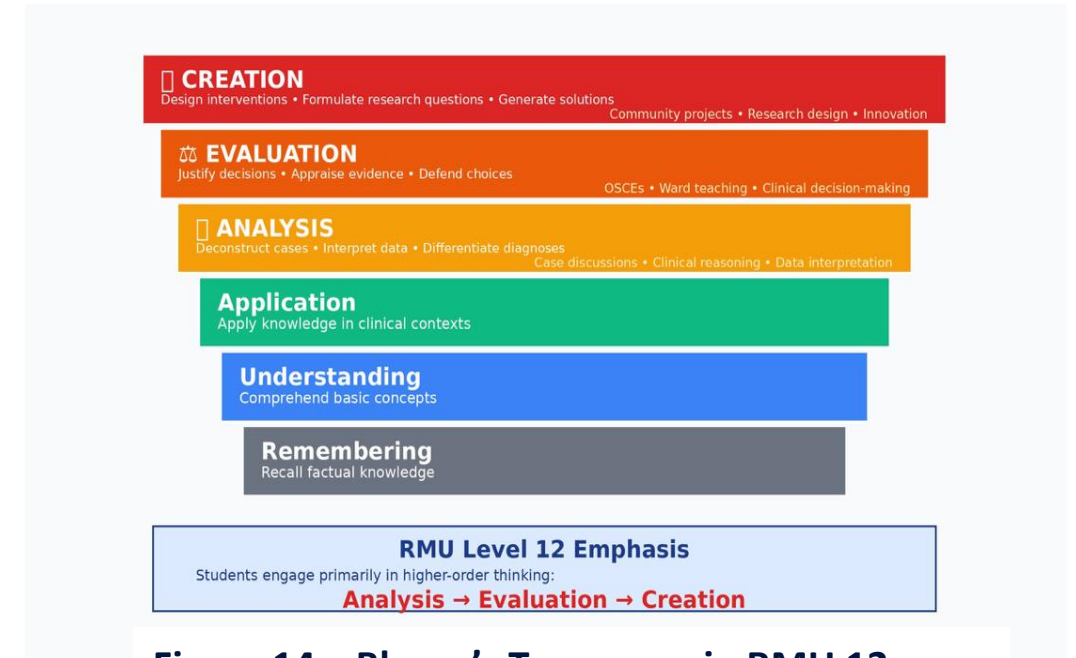 CREATION
Design interventions • Formulate research questions • Generate solutions
Community projects • Research design • Innovation
⚖ EVALUATION
Justify decisions • Appraise evidence • Defend choices
OSCEs • Ward teaching • Clinical decision-making
ANALYSIS
Deconstruct cases • Interpret data • Differentiate diagnoses
Case discussions • Clinical reasoning • Data interpretation
Application
Apply knowledge in clinical contexts
Understanding
Comprehend basic concepts
Remembering
Recall factual knowledge
RMU Level 12 Emphasis
Students engage primarily in higher-order thinking:
Analysis → Evaluation → Creation